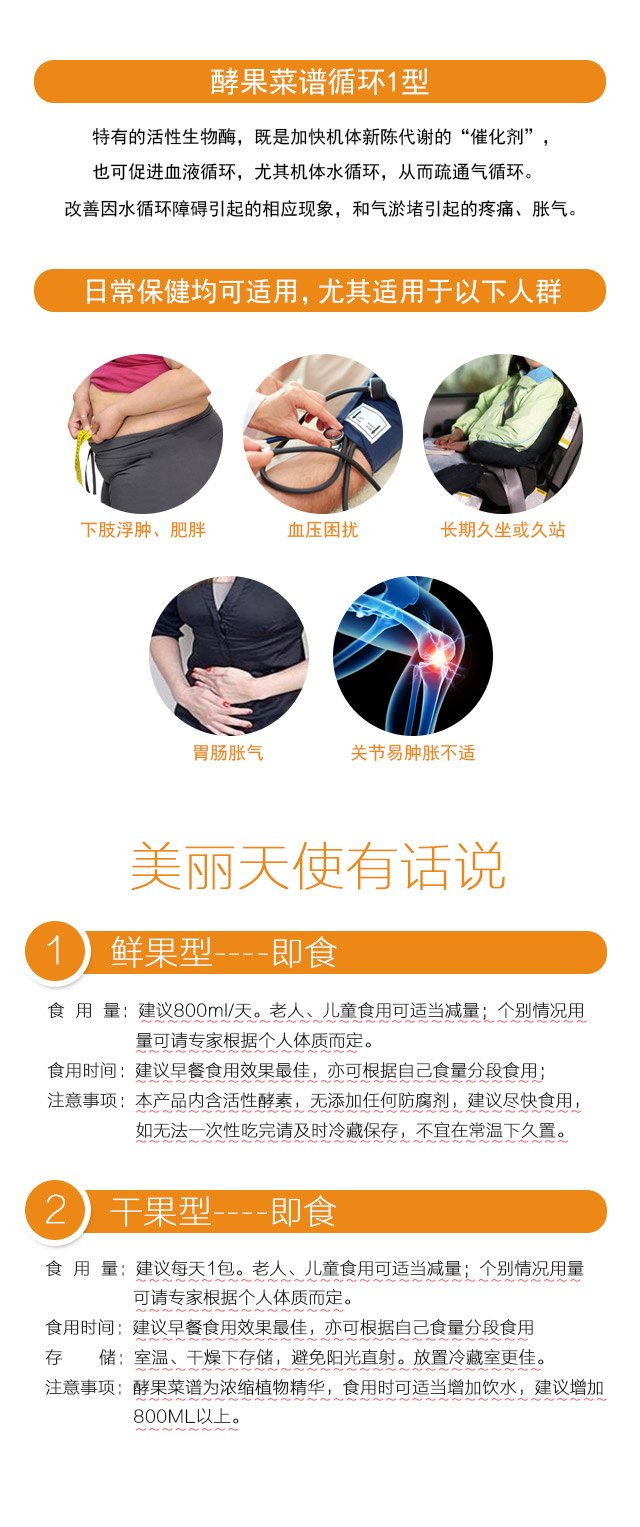 酵果菜谱循环1型
特有的活性生物酶，既是加快机体新陈代谢的“催化剂”，
也可促进血液循环，尤其机体水循环，从而疏通气循环。
改善因水循环障碍引起的相应现象，和气淤堵引起的疼痛、胀气。
日常保健均可适用，尤其适用于以下人群
下肢浮肿、肥胖
血压困扰
长期久坐或久站
胃肠胀气
关节易肿胀不适
美丽天使有话说
1 鲜果型----即食
食 用 量：建议800ml/天。老人、儿童食用可适当减量；个别情况用
量可请专家根据个人体质而定。
食用时间：建议早餐食用效果最佳，亦可根据自己食量分段食用；
注意事项：本产品内含活性酵素，无添加任何防腐剂，建议尽快食用，
如无法一次性吃完请及时冷藏保存，不宜在常温下久置。
2 干果型----即食
食 用 量：建议每天1包。老人、儿童食用可适当减量；个别情况用量
可请专家根据个人体质而定。
食用时间：建议早餐食用效果最佳，亦可根据自己食量分段食用
存 储：室温、干燥下存储，避免阳光直射。放置冷藏室更佳。
注意事项：酵果菜谱为浓缩植物精华，食用时可适当增加饮水，建议增加
800ML以上。